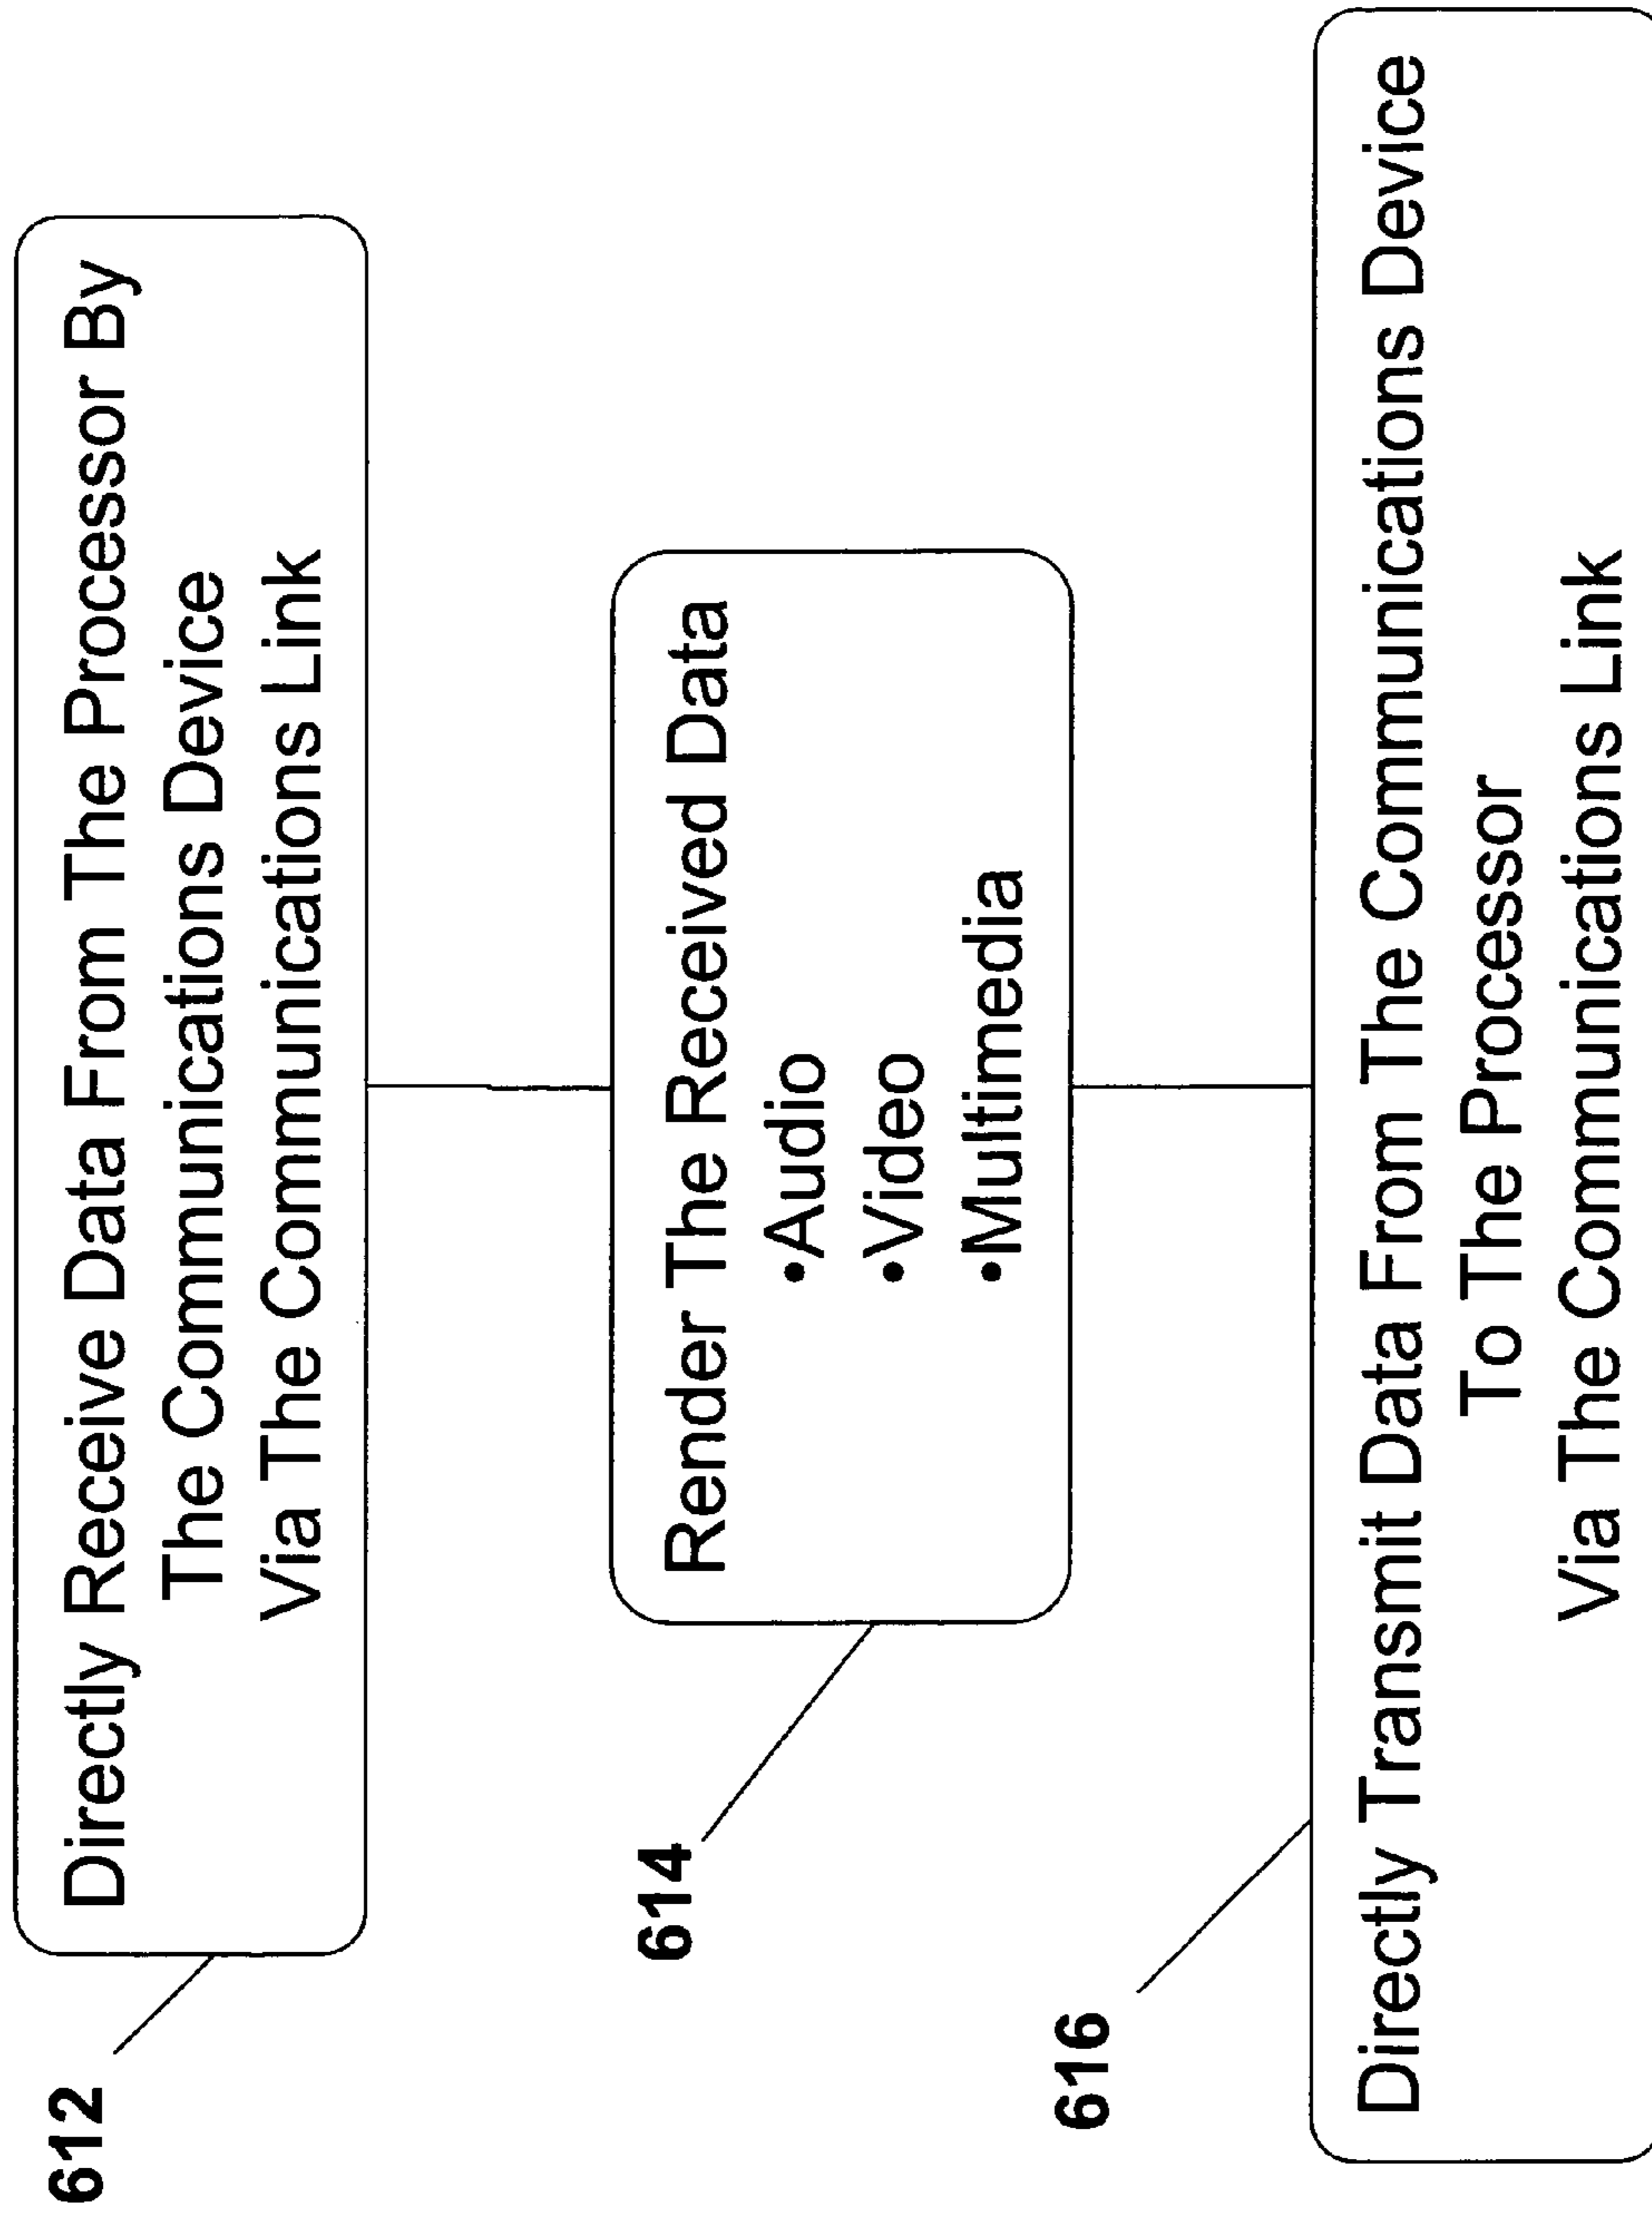 612
Directly Receive Data From The Processor By
The Communications Device
Via The Communications Link
614
Render The Received Data
•Audio
•Video
•Multimedia
616
Directly Transmit Data From The Communications Device
To The Processor
Via The Communications Link